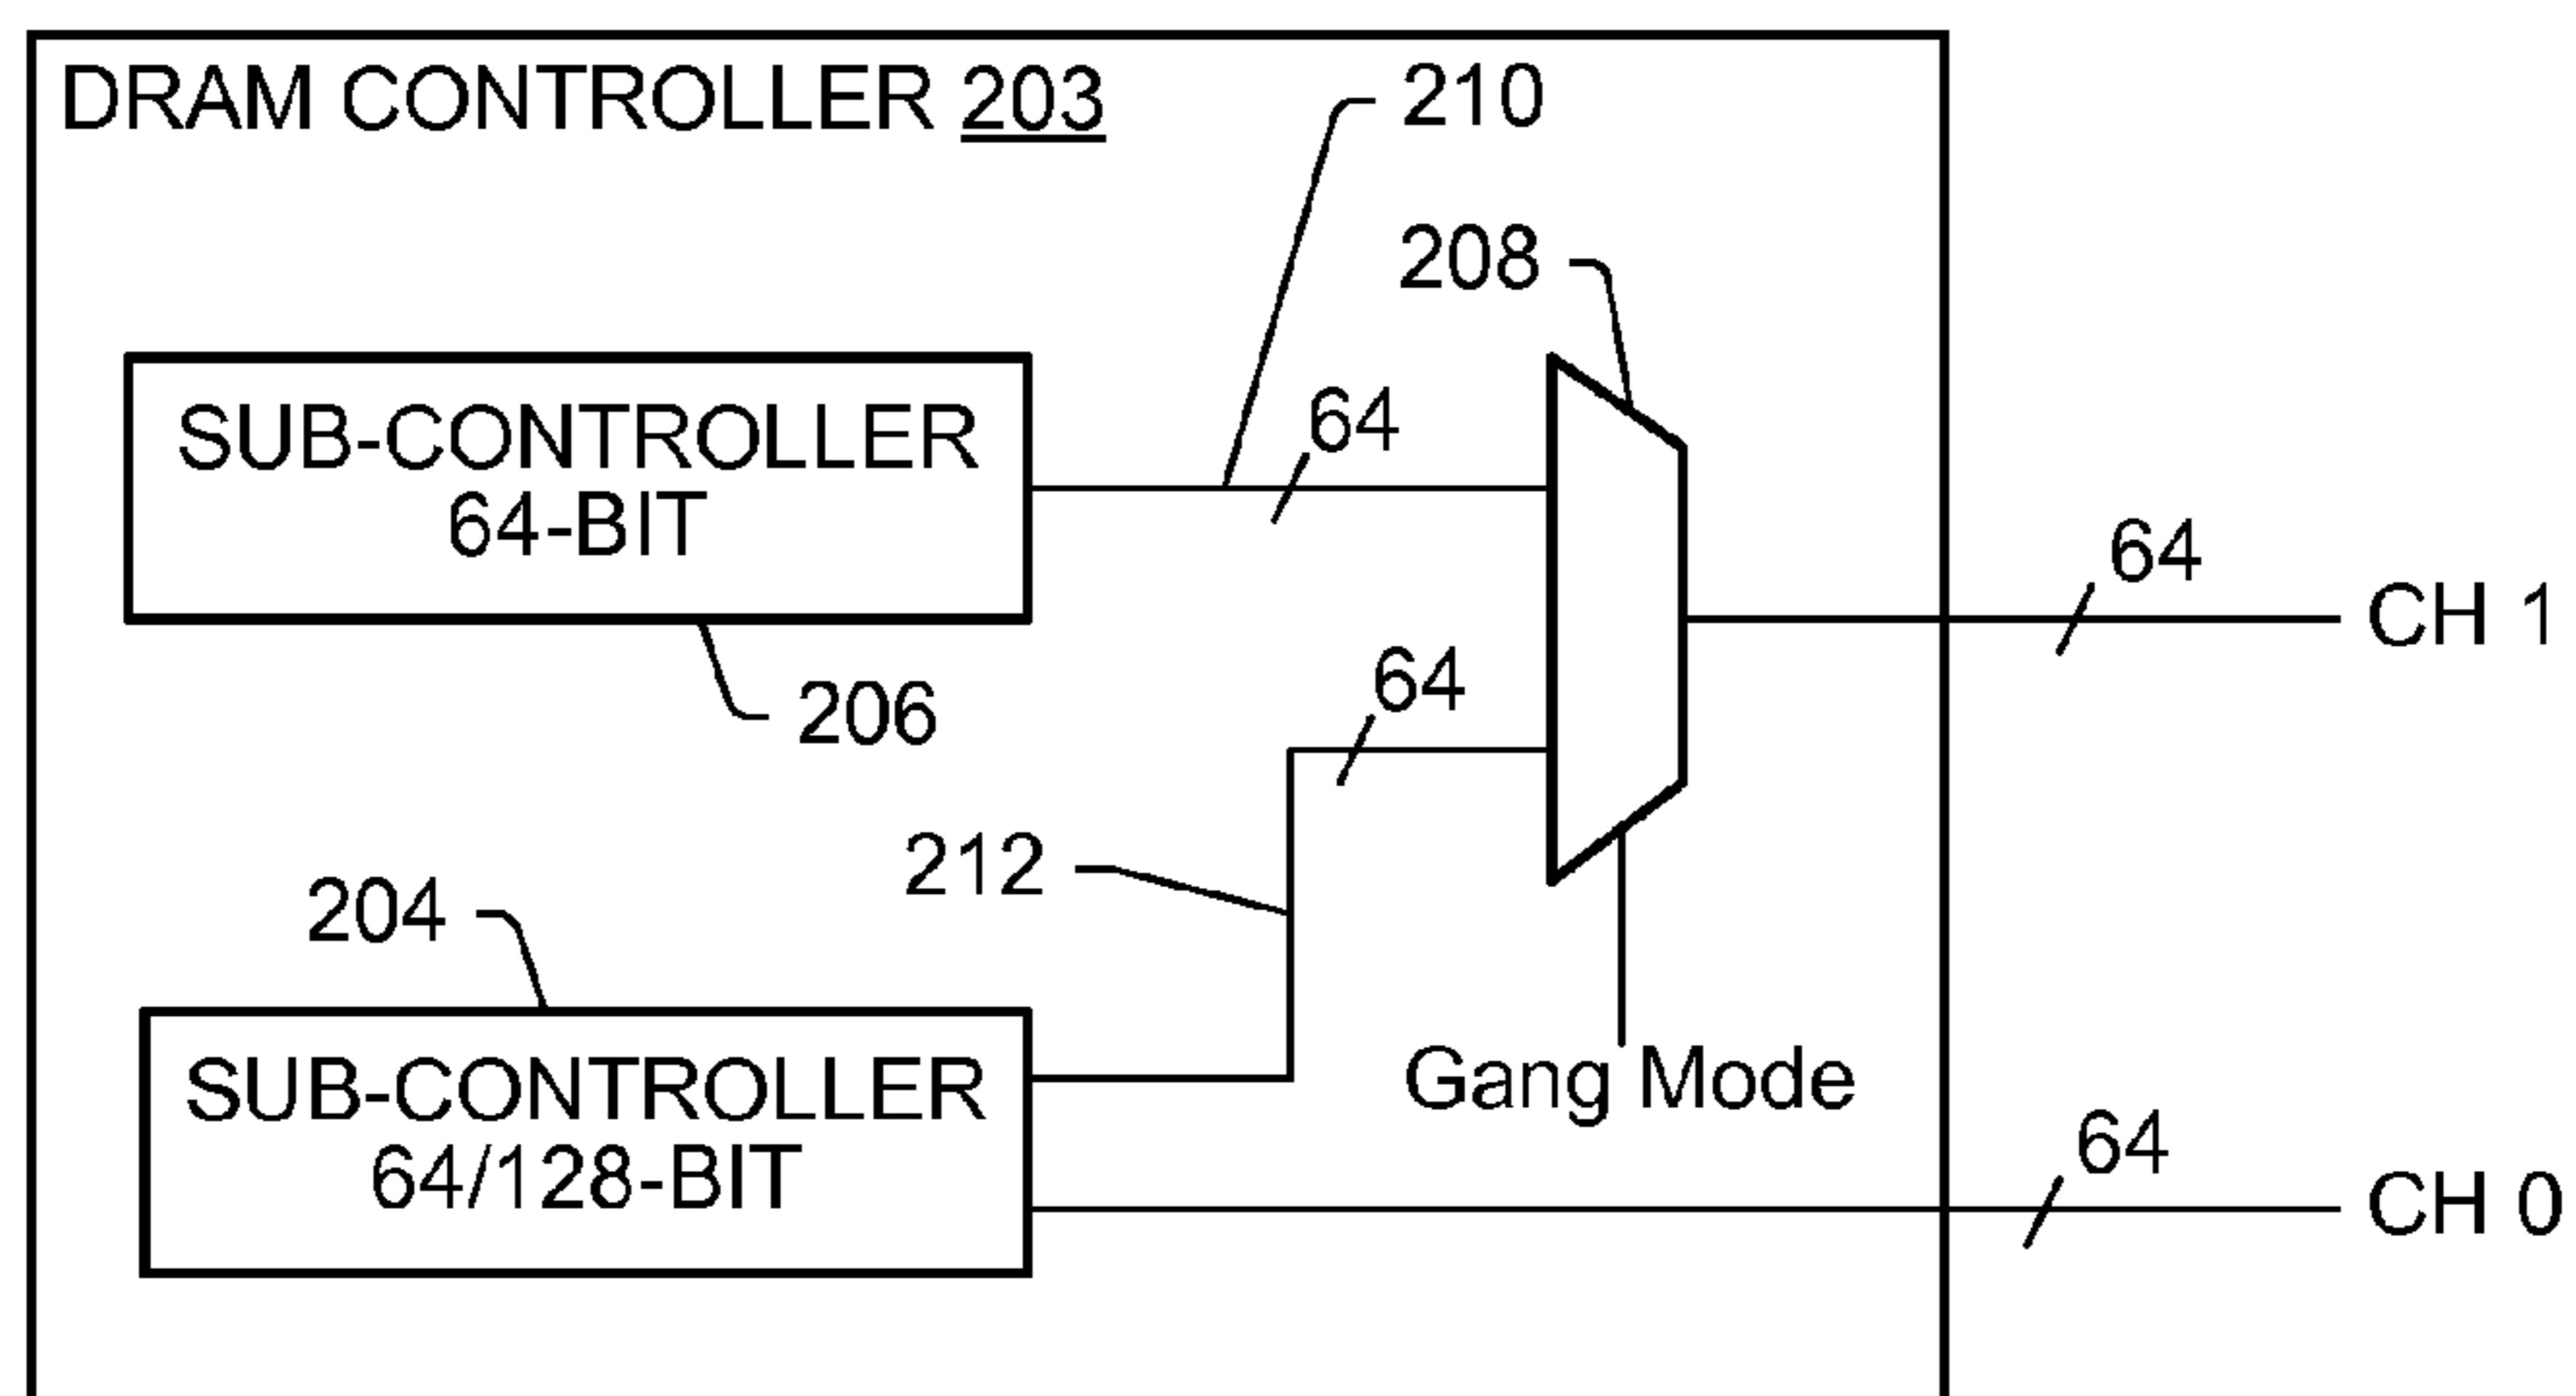 DRAM CONTROLLER 203
210
208
SUB-CONTROLLER
64-BIT
64
64
CH 1
206
64
212
204
SUB-CONTROLLER
64/128-BIT
Gang Mode
64
CH 0